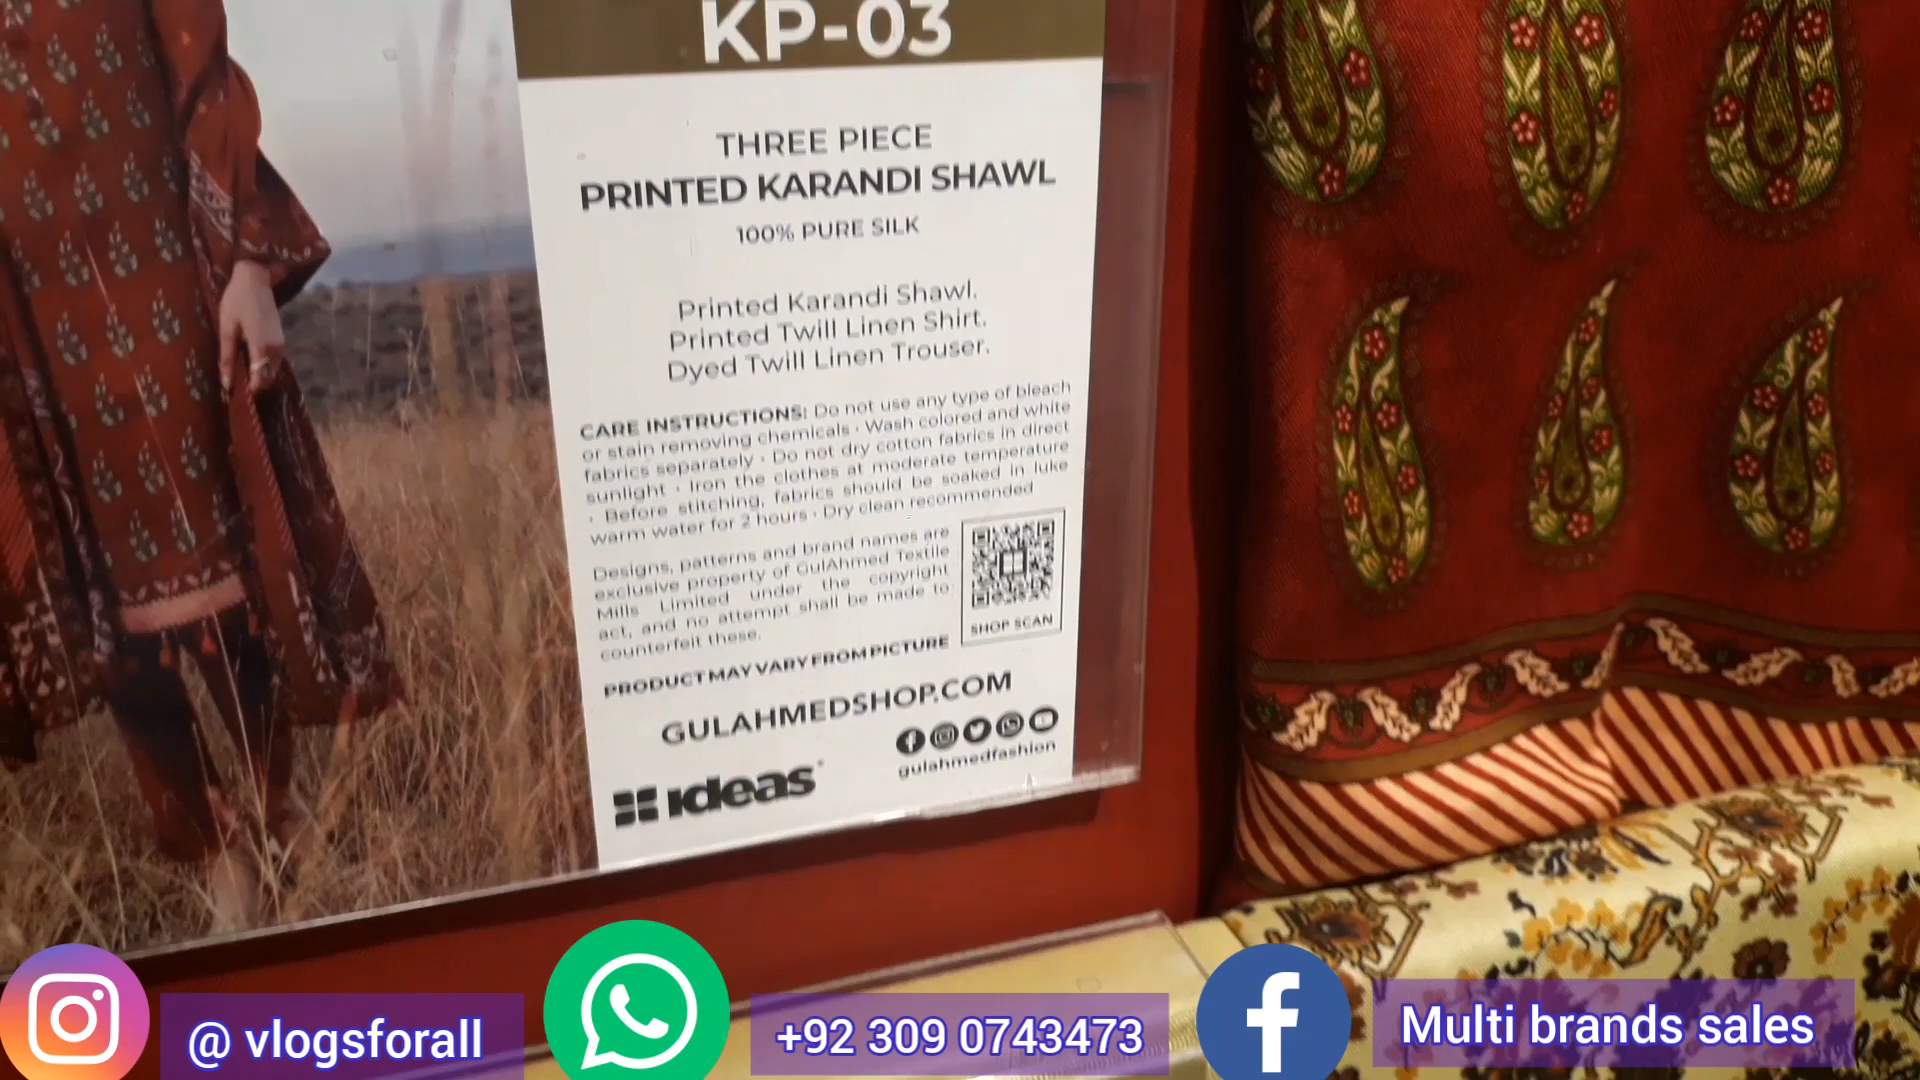 KP-03
THREE PIECE
PRINTED KARANDI SHAWL
100% PURE SILK
Printed Karandi Shawl.
Printed Twill Linen Shirt.
Dyed Twill Linen Trouser.
CARE INSTRUCTIONS: Do not use any type of bleach
or stain removing chemicals · Wash colored and white
fabrics separately · Do not dry cotton fabrics in direct
sunlight · Iron the clothes at moderate temperature
· Before stitching, fabrics should be soaked in luke
warm water for 2 hours · Dry clean recommended
Designs, patterns and brand names are
exclusive property of GulAhmed Textile
Mills Limited under the copyright
act, and no attempt shall be made to
counterfeit these.
SHOP SCAN
PRODUCT MAY VARY FROM PICTURE
GULAHMEDSHOP.COM
gulahmedfashion
ideas
@ vlogsforall
+92 309 0743473
Multi brands sales